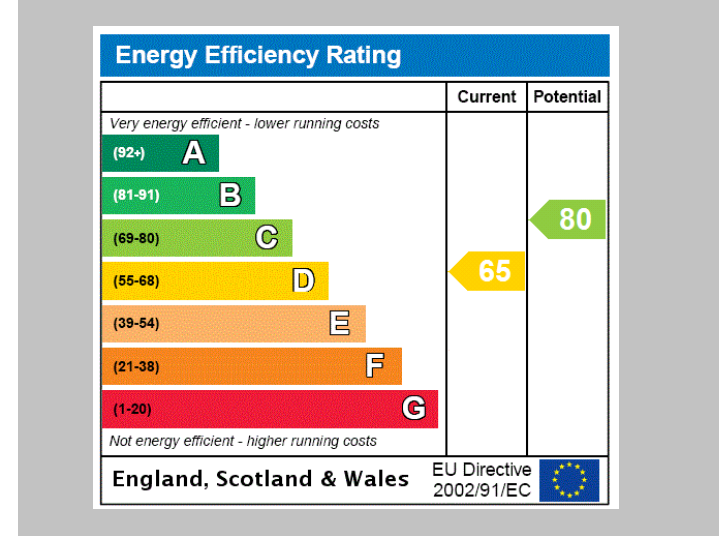 Energy Efficiency Rating
Current Potential
Very energy efficient - lower running costs
(92+) A
(81-91) B
(69-80) C
80
(55-68) D
65
(39-54) E
(21-38) F
(1-20) G
Not energy efficient - higher running costs
England, Scotland & Wales
EU Directive
2002/91/EC